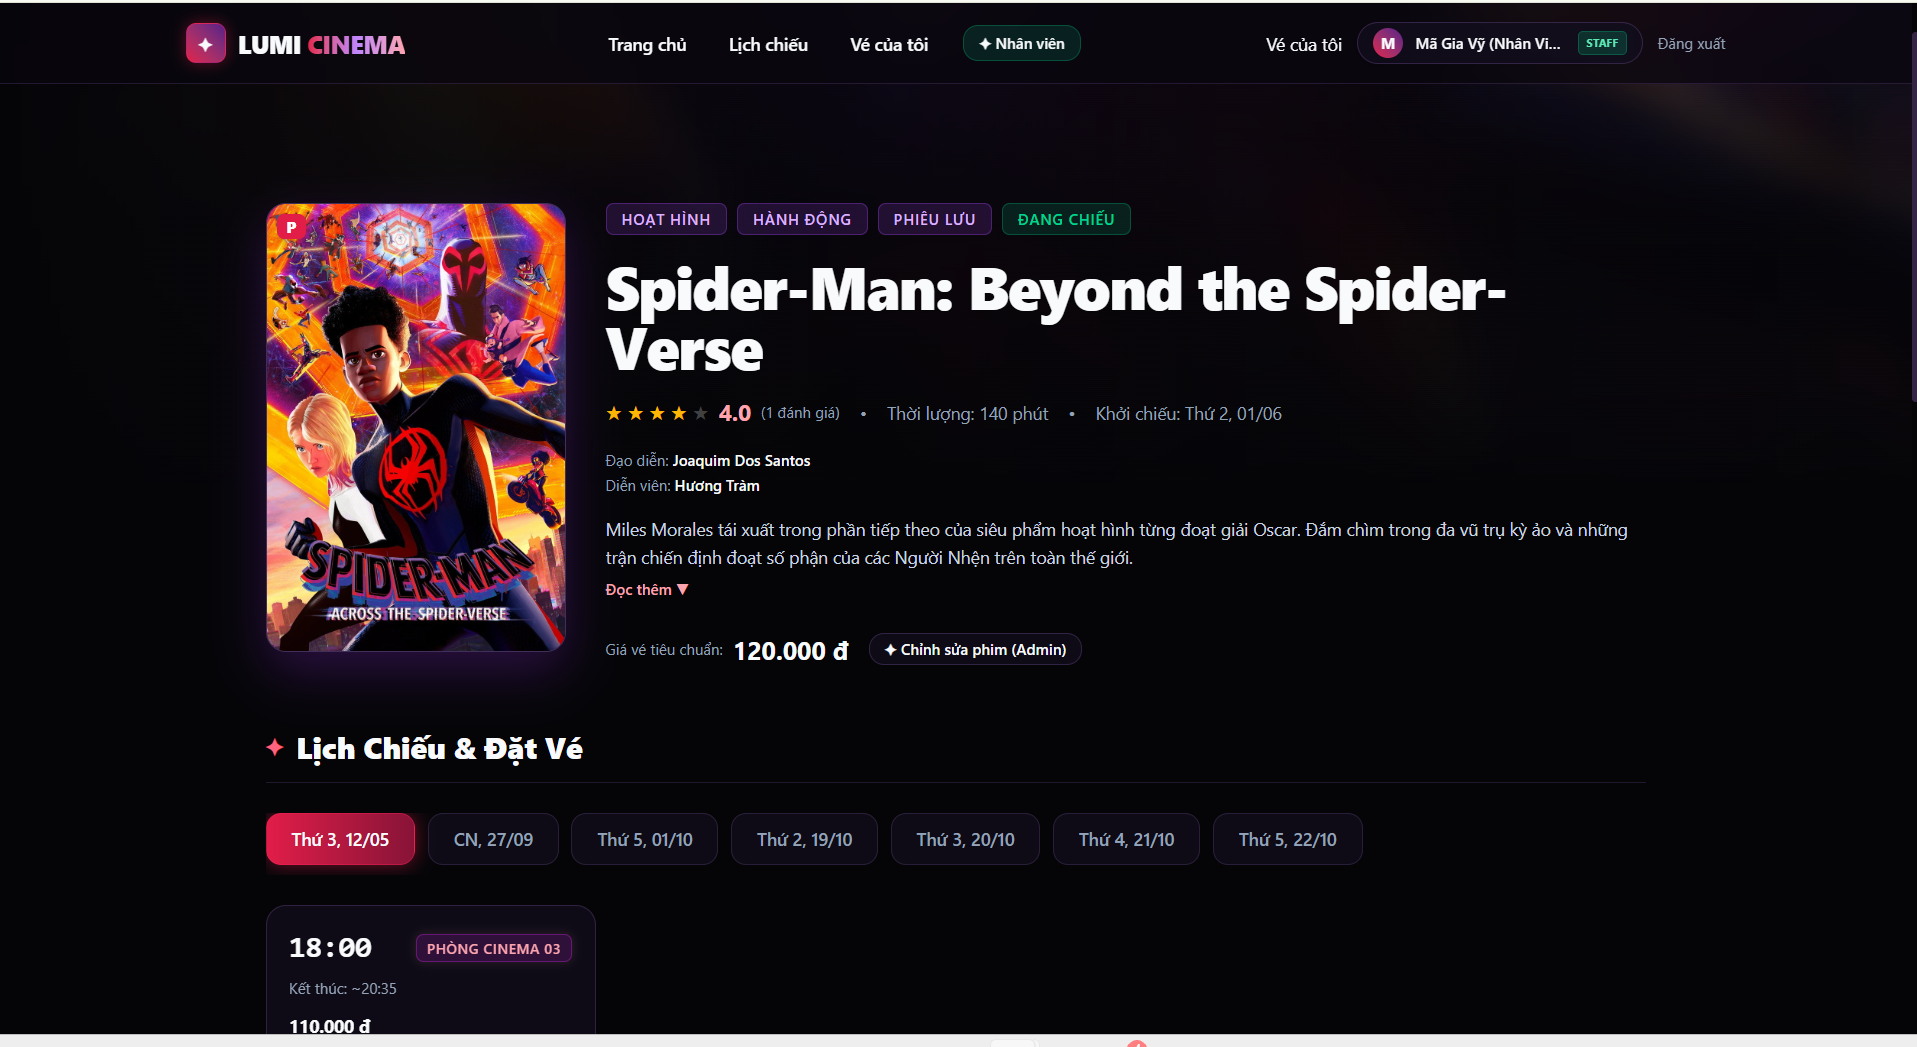 LUMI CINEMA
Trang chủ
Lịch chiếu
Vé của tôi
✦ Nhân viên
Vé của tôi
M
Mã Gia Vỹ (Nhân Vi...
STAFF
Đăng xuất
P
SPIDER-MAN
ACROSS THE SPIDER-VERSE
HOẠT HÌNH
HÀNH ĐỘNG
PHIÊU LƯU
ĐANG CHIẾU
Spider-Man: Beyond the Spider-
Verse
★ ★ ★ ★ ★ 4.0 (1 đánh giá) • Thời lượng: 140 phút • Khởi chiếu: Thứ 2, 01/06
Đạo diễn: Joaquim Dos Santos
Diễn viên: Hương Tràm
Miles Morales tái xuất trong phần tiếp theo của siêu phẩm hoạt hình từng đoạt giải Oscar. Đắm chìm trong đa vũ trụ kỳ ảo và những
trận chiến định đoạt số phận của các Người Nhện trên toàn thế giới.
Đọc thêm ▼
Giá vé tiêu chuẩn: 120.000 đ
✦ Chỉnh sửa phim (Admin)
✦ Lịch Chiếu & Đặt Vé
Thứ 3, 12/05
CN, 27/09
Thứ 5, 01/10
Thứ 2, 19/10
Thứ 3, 20/10
Thứ 4, 21/10
Thứ 5, 22/10
18:00
PHÒNG CINEMA 03
Kết thúc: ~20:35
110.000 đ